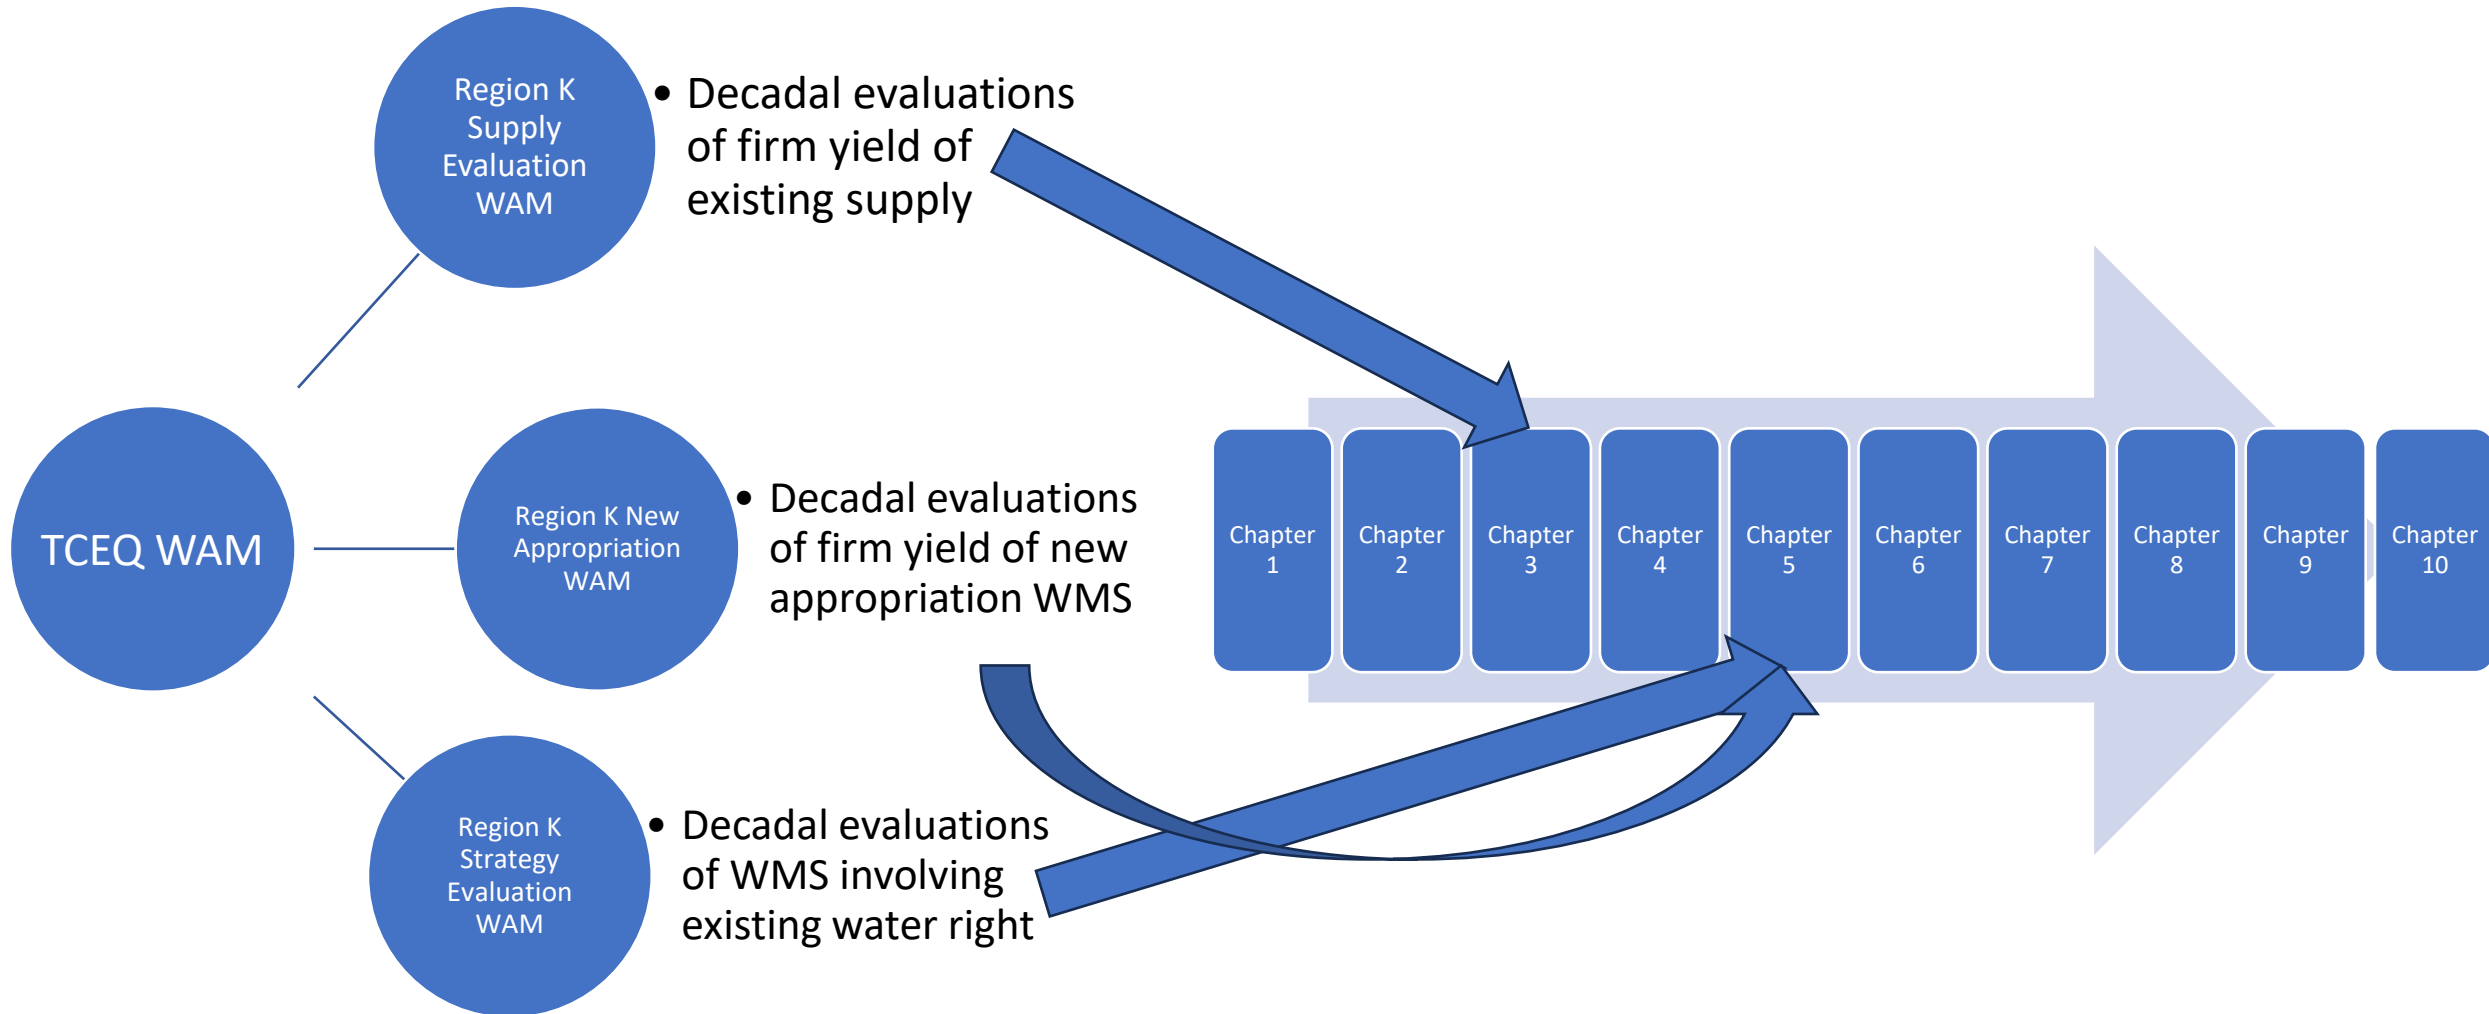 Region K
Supply
Evaluation
WAM
• Decadal evaluations
of firm yield of
existing supply
TCEQ WAM
Region K New
Appropriation
WAM
• Decadal evaluations
of firm yield of new
appropriation WMS
Region K
Strategy
Evaluation
WAM
• Decadal evaluations
of WMS involving
existing water right
Chapter
1
Chapter
2
Chapter
3
Chapter
4
Chapter
5
Chapter
6
Chapter
7
Chapter
8
Chapter
9
Chapter
10